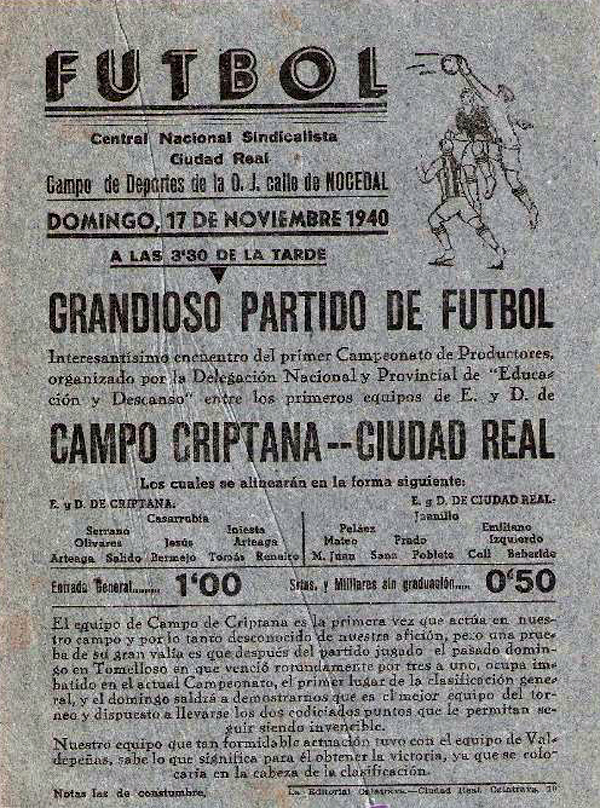 FUTBOL
Central Nacional Sindicalista
Ciudad Real
Campo de Deportes de la O. J. calle de NOCEDAL
DOMINGO, 17 DE NOVIEMBRE 1940
A LAS 3'30 DE LA TARDE
GRANDIOSO PARTIDO DE FUTBOL
Interesantísimo encuentro del primer Campeonato de Productores,
organizado por la Delegación Nacional y Provincial de "Educa-
ción y Descanso" entre los primeros equipos de E. y D. de
CAMPO CRIPTANA--CIUDAD REAL
Los cuales se alinearán en la forma siguiente:
E. y D. DE CRIPTANA:
Casarrubia
Serrano Iniesta
Olivares Jesús Arteaga
Arteaga Salido Bermejo Tomás Reneiro
E. y D. DE CIUDAD REAL:
Juanillo
Peláez Emiliano
Mateo Prado Izquierdo
M. Juan Sanz Poblete Coll Beberide
Entrada General......... 1'00
Srtas. y Militares sin graduación..... 0'50
El equipo de Campo de Criptana es la primera vez que actúa en nues-
tro campo y por lo tanto desconocido de nuestra afición, pero una prue-
ba de su gran valía es que después del partido jugado el pasado domin-
go en Tomelloso en que venció rotundamente por tres a uno, ocupa im-
batido en el actual Campeonato, el primer lugar de la clasificación gene-
ral, y el domingo saldrá a demostrarnos que es el mejor equipo del tor-
neo y dispuesto a llevarse los dos codiciados puntos que le permitan se-
guir siendo invencible.
Nuestro equipo que tan formidable actuación tuvo con el equipo de Val-
depeñas, sabe lo que significa para él obtener la victoria, ya que se colo-
caría en la cabeza de la clasificación.
Notas las de constumbre.
La Editorial Calatrava.—Ciudad Real Calatrava, 10